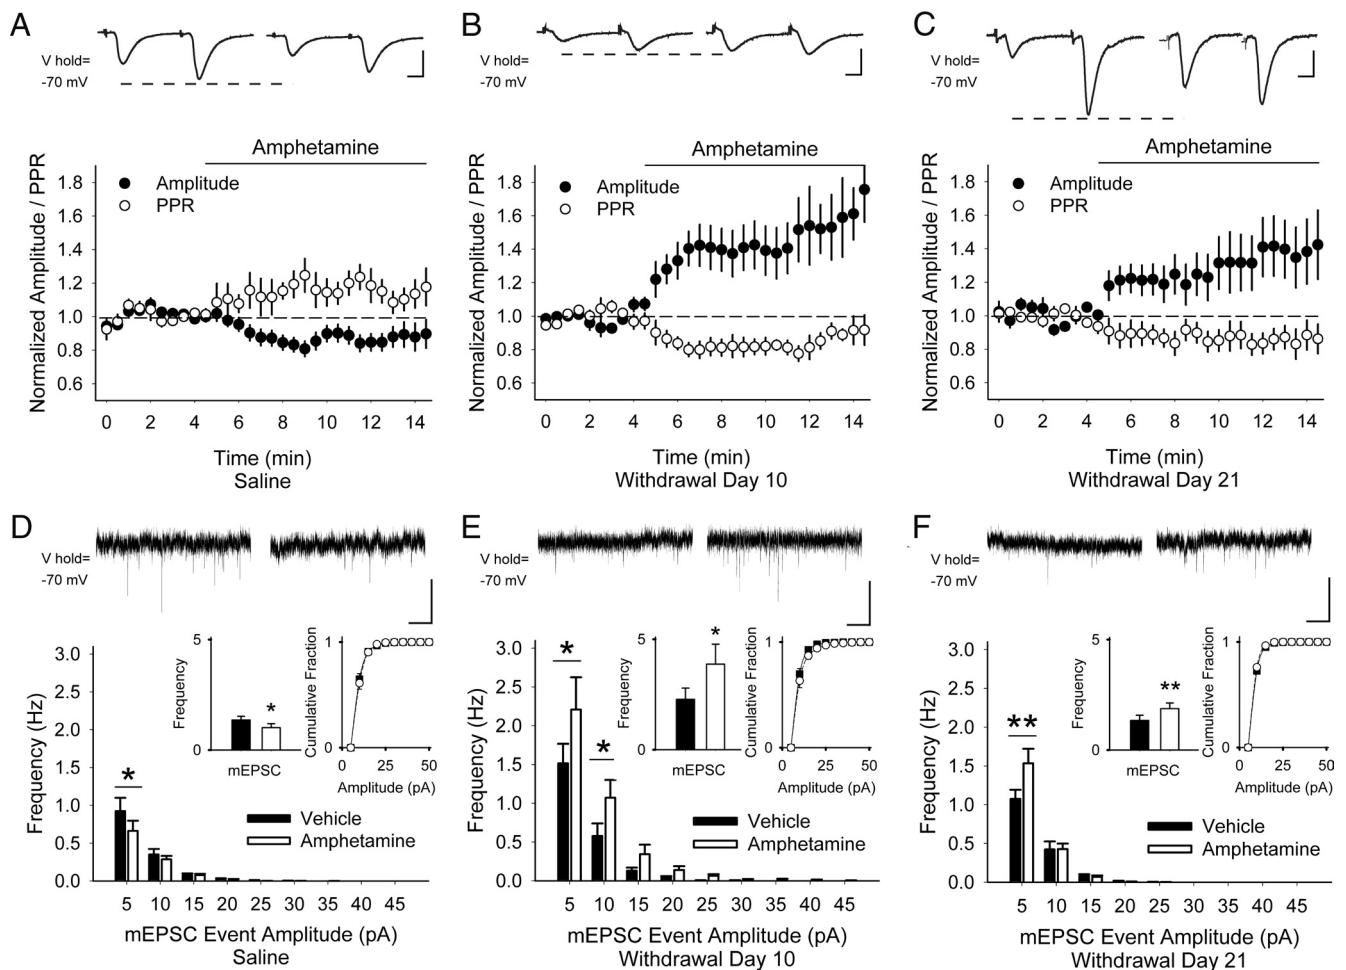 A
V hold=
-70 mV
Amphetamine
Normalized Amplitude / PPR
1.8
1.6
1.4
1.2
1.0
0.8
0.6
Amplitude
PPR
0 2 4 6 8 10 12 14
Time (min)
Saline
B
V hold=
-70 mV
Amphetamine
Normalized Amplitude / PPR
1.8
1.6
1.4
1.2
1.0
0.8
0.6
Amplitude
PPR
0 2 4 6 8 10 12 14
Time (min)
Withdrawal Day 10
C
V hold=
-70 mV
Amphetamine
Normalized Amplitude / PPR
1.8
1.6
1.4
1.2
1.0
0.8
0.6
Amplitude
PPR
0 2 4 6 8 10 12 14
Time (min)
Withdrawal Day 21
D
V hold=
-70 mV
Frequency (Hz)
3.0
2.5
2.0
1.5
1.0
0.5
0.0
*
Frequency
5
0
*
mEPSC
Cumulative Fraction
1
0
0 25 50
Amplitude (pA)
Vehicle
Amphetamine
5 10 15 20 25 30 35 40 45
mEPSC Event Amplitude (pA)
Saline
E
V hold=
-70 mV
Frequency (Hz)
3.0
2.5
2.0
1.5
1.0
0.5
0.0
*
*
Frequency
5
0
*
mEPSC
Cumulative Fraction
1
0
0 25 50
Amplitude (pA)
Vehicle
Amphetamine
5 10 15 20 25 30 35 40 45
mEPSC Event Amplitude (pA)
Withdrawal Day 10
F
V hold=
-70 mV
Frequency (Hz)
3.0
2.5
2.0
1.5
1.0
0.5
0.0
**
Frequency
5
0
**
mEPSC
Cumulative Fraction
1
0
0 25 50
Amplitude (pA)
Vehicle
Amphetamine
5 10 15 20 25 30 35 40 45
mEPSC Event Amplitude (pA)
Withdrawal Day 21